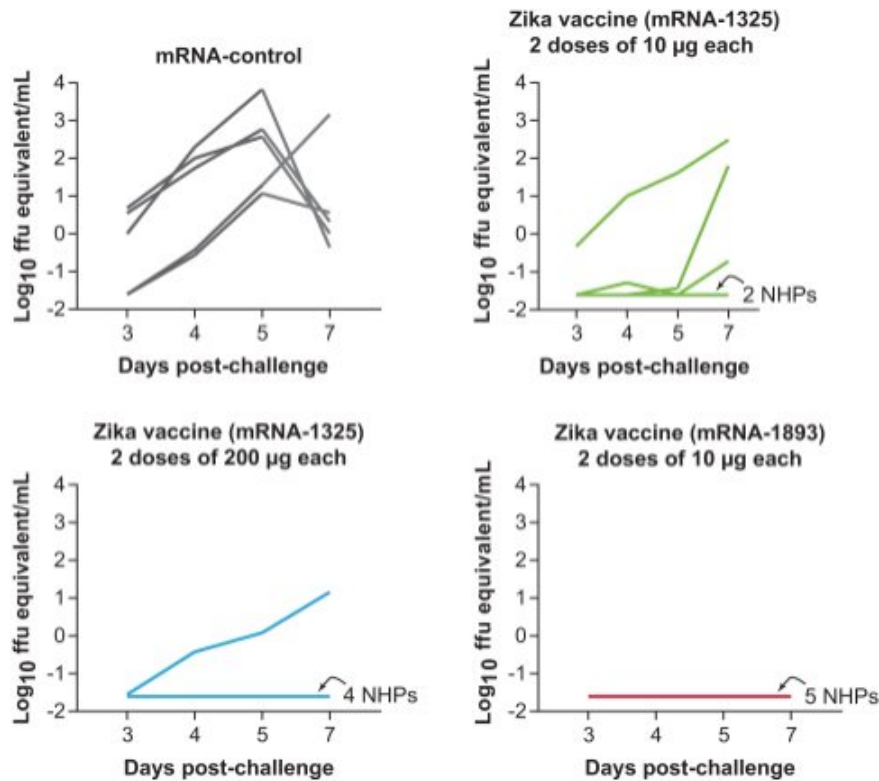 mRNA-control
Log10 ffu equivalent/mL
4
3
2
1
0
-1
-2
3
4
5
7
Days post-challenge
Zika vaccine (mRNA-1325)
2 doses of 10 µg each
Log10 ffu equivalent/mL
4
3
2
1
0
-1
-2
2 NHPs
3
4
5
7
Days post-challenge
Zika vaccine (mRNA-1325)
2 doses of 200 µg each
Log10 ffu equivalent/mL
4
3
2
1
0
-1
-2
4 NHPs
3
4
5
7
Days post-challenge
Zika vaccine (mRNA-1893)
2 doses of 10 µg each
Log10 ffu equivalent/mL
4
3
2
1
0
-1
-2
5 NHPs
3
4
5
7
Days post-challenge